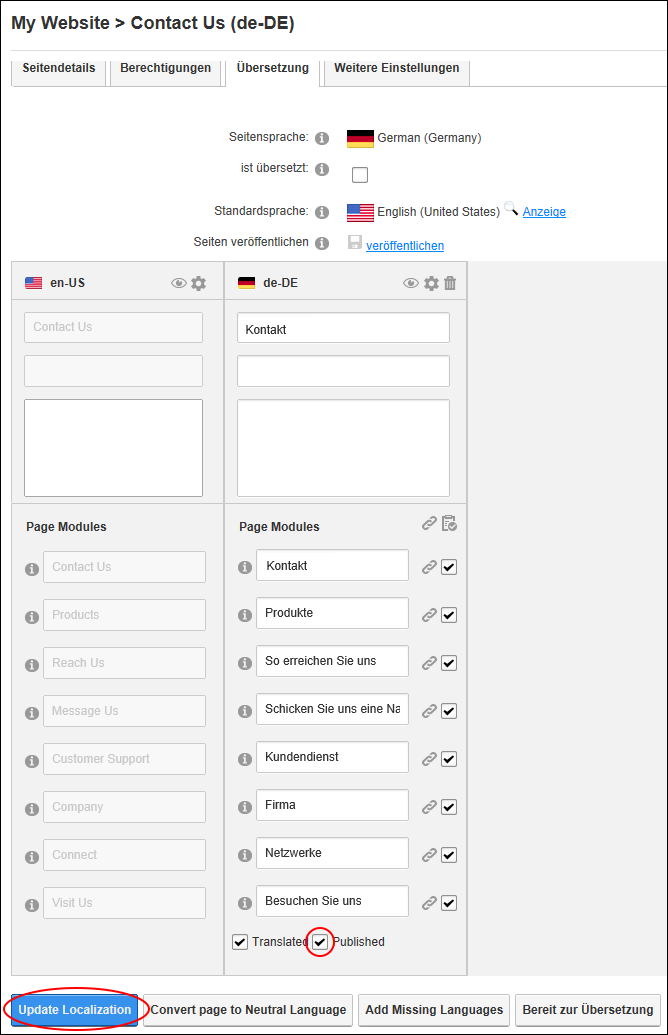 My Website > Contact Us (de-DE)
Seitendetails Berechtigungen Übersetzung Weitere Einstellungen
Seitensprache: German (Germany)
ist übersetzt:
Standardsprache: English (United States) Anzeige
Seiten veröffentlichen veröffentlichen
en-US de-DE
Contact Us Kontakt
Page Modules Page Modules
Contact Us Kontakt
Products Produkte
Reach Us So erreichen Sie uns
Message Us Schicken Sie uns eine Na
Customer Support Kundendienst
Company Firma
Connect Netzwerke
Visit Us Besuchen Sie uns
Translated Published
Update Localization Convert page to Neutral Language Add Missing Languages Bereit zur Übersetzung